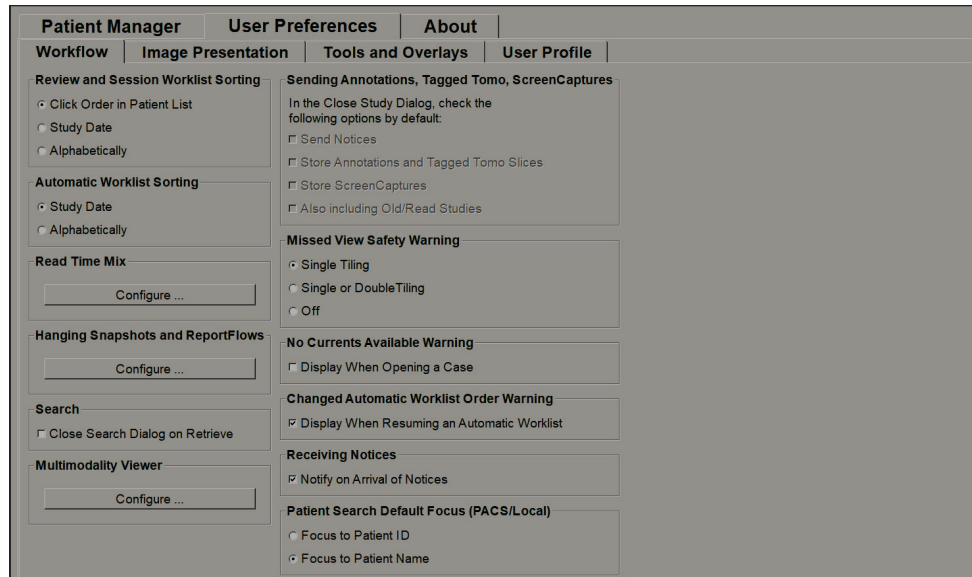 Patient Manager
User Preferences
About
Workflow
Image Presentation
Tools and Overlays
User Profile
Review and Session Worklist Sorting
Click Order in Patient List
Study Date
Alphabetically
Automatic Worklist Sorting
Study Date
Alphabetically
Read Time Mix
Configure ...
Hanging Snapshots and ReportFlows
Configure ...
Search
Close Search Dialog on Retrieve
Multimodality Viewer
Configure ...
Sending Annotations, Tagged Tomo, ScreenCaptures
In the Close Study Dialog, check the
following options by default:
Send Notices
Store Annotations and Tagged Tomo Slices
Store ScreenCaptures
Also including Old/Read Studies
Missed View Safety Warning
Single Tiling
Single or DoubleTiling
Off
No Currents Available Warning
Display When Opening a Case
Changed Automatic Worklist Order Warning
Display When Resuming an Automatic Worklist
Receiving Notices
Notify on Arrival of Notices
Patient Search Default Focus (PACS/Local)
Focus to Patient ID
Focus to Patient Name